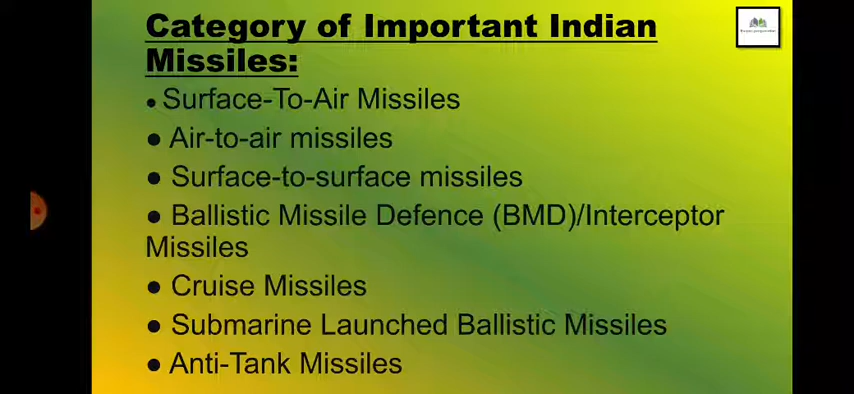 Category of Important Indian
Missiles:
● Surface-To-Air Missiles
● Air-to-air missiles
● Surface-to-surface missiles
● Ballistic Missile Defence (BMD)/Interceptor
Missiles
● Cruise Missiles
● Submarine Launched Ballistic Missiles
● Anti-Tank Missiles